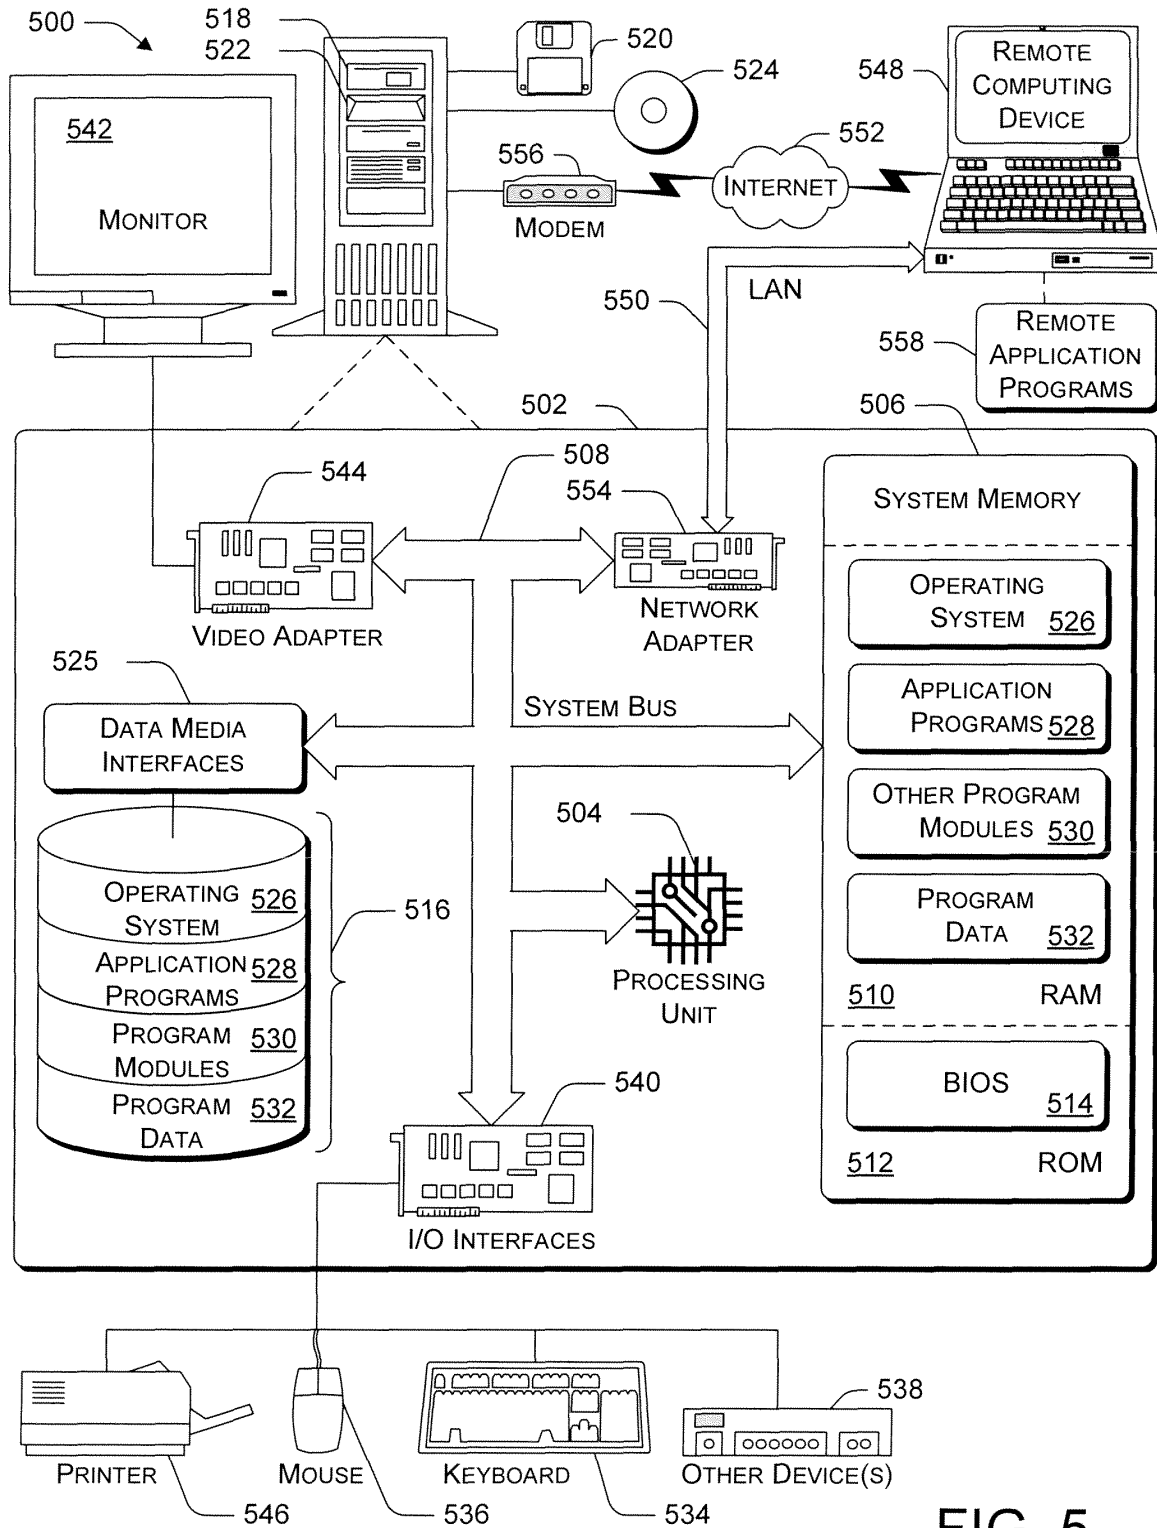 500
518
522
520
524
548
REMOTE
COMPUTING
DEVICE
542
MONITOR
556
MODEM
552
INTERNET
550
LAN
558
REMOTE
APPLICATION
PROGRAMS
502
506
544
508
554
SYSTEM MEMORY
VIDEO ADAPTER
NETWORK
ADAPTER
OPERATING
SYSTEM 526
525
DATA MEDIA
INTERFACES
SYSTEM BUS
APPLICATION
PROGRAMS 528
OTHER PROGRAM
MODULES 530
504
PROCESSING
UNIT
PROGRAM
DATA 532
510 RAM
OPERATING
SYSTEM 526
APPLICATION
PROGRAMS 528
PROGRAM
MODULES 530
PROGRAM
DATA 532
516
540
I/O INTERFACES
BIOS
514
512 ROM
PRINTER
546
MOUSE
536
KEYBOARD
534
538
OTHER DEVICE(S)
FIG. 5